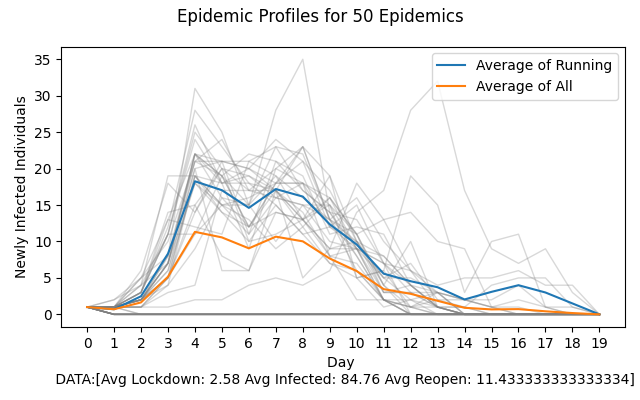 Epidemic Profiles for 50 Epidemics
Newly Infected Individuals
35
30
25
20
15
10
5
0
Average of Running
Average of All
0 1 2 3 4 5 6 7 8 9 10 11 12 13 14 15 16 17 18 19
Day
DATA:[Avg Lockdown: 2.58 Avg Infected: 84.76 Avg Reopen: 11.433333333333334]